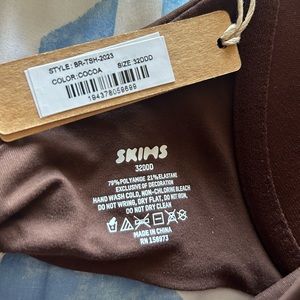 STYLE: BR-TSH-2023
COLOR:COCOA SIZE: 32DDD
194378059699
SKIMS
32DDD
79% POLYAMIDE 21% ELASTANE
EXCLUSIVE OF DECORATION
HAND WASH COLD, NON-CHLORINE BLEACH
DO NOT WRING, DRY FLAT, DO NOT IRON,
DO NOT DRY CLEAN
MADE IN CHINA
RN 158973